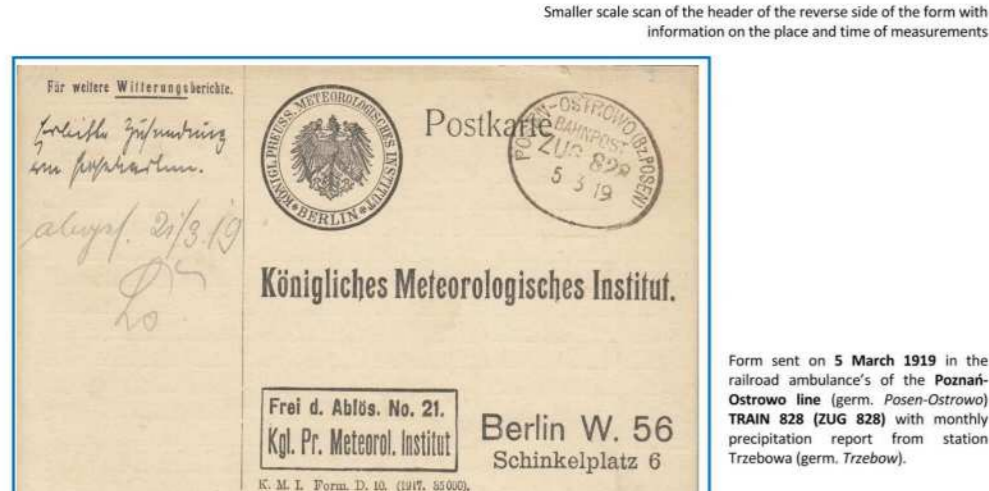 Smaller scale scan of the header of the reverse side of the form with
information on the place and time of measurements
Für weitere Witterungsberichte.
KÖNIGL. PREUSS. METEOROLOGISCHES INSTITUT
* BERLIN *
Postkarte
POSEN-OSTROWO (BZ. POSEN)
BAHNPOST
ZUG 828
5 3 19
21/3.19
Königliches Meteorologisches Institut.
Frei d. Ablös. No. 21.
Kgl. Pr. Meteorol. Institut
Berlin W. 56
Schinkelplatz 6
K. M. I. Form. D. 10. (1917. 85000).
Form sent on 5 March 1919 in the
railroad ambulance's of the Poznań-
Ostrowo line (germ. Posen-Ostrowo)
TRAIN 828 (ZUG 828) with monthly
precipitation report from station
Trzebowa (germ. Trzebow).